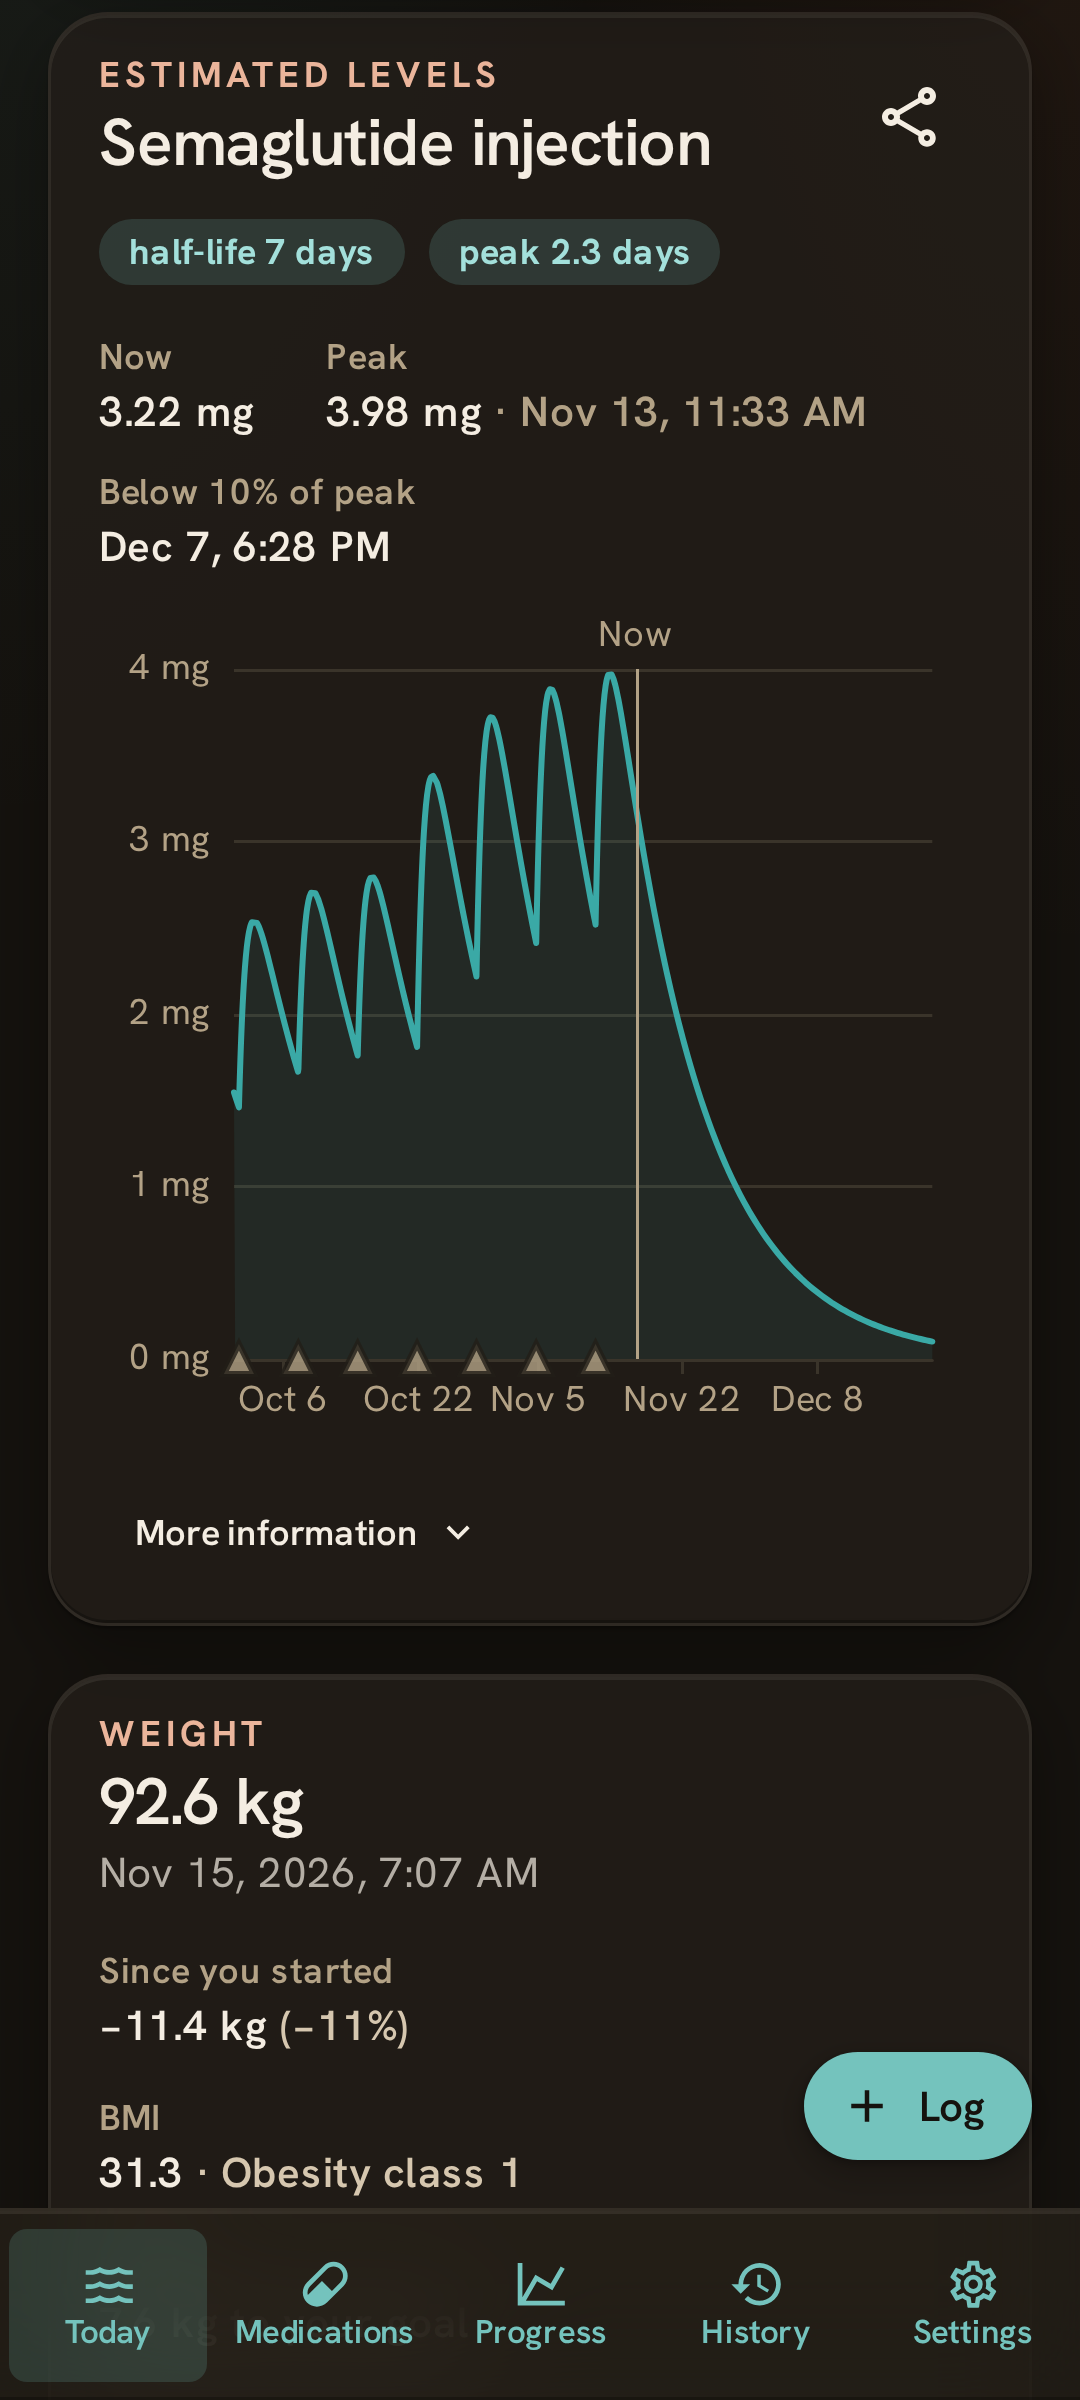 ESTIMATED LEVELS
Semaglutide injection
half-life 7 days
peak 2.3 days
Now
3.22 mg
Peak
3.98 mg · Nov 13, 11:33 AM
Below 10% of peak
Dec 7, 6:28 PM
Now
4 mg
3 mg
2 mg
1 mg
0 mg
Oct 6 Oct 22 Nov 5 Nov 22 Dec 8
More information
WEIGHT
92.6 kg
Nov 15, 2026, 7:07 AM
Since you started
−11.4 kg (−11%)
BMI
31.3 · Obesity class 1
+ Log
Today Medications Progress History Settings